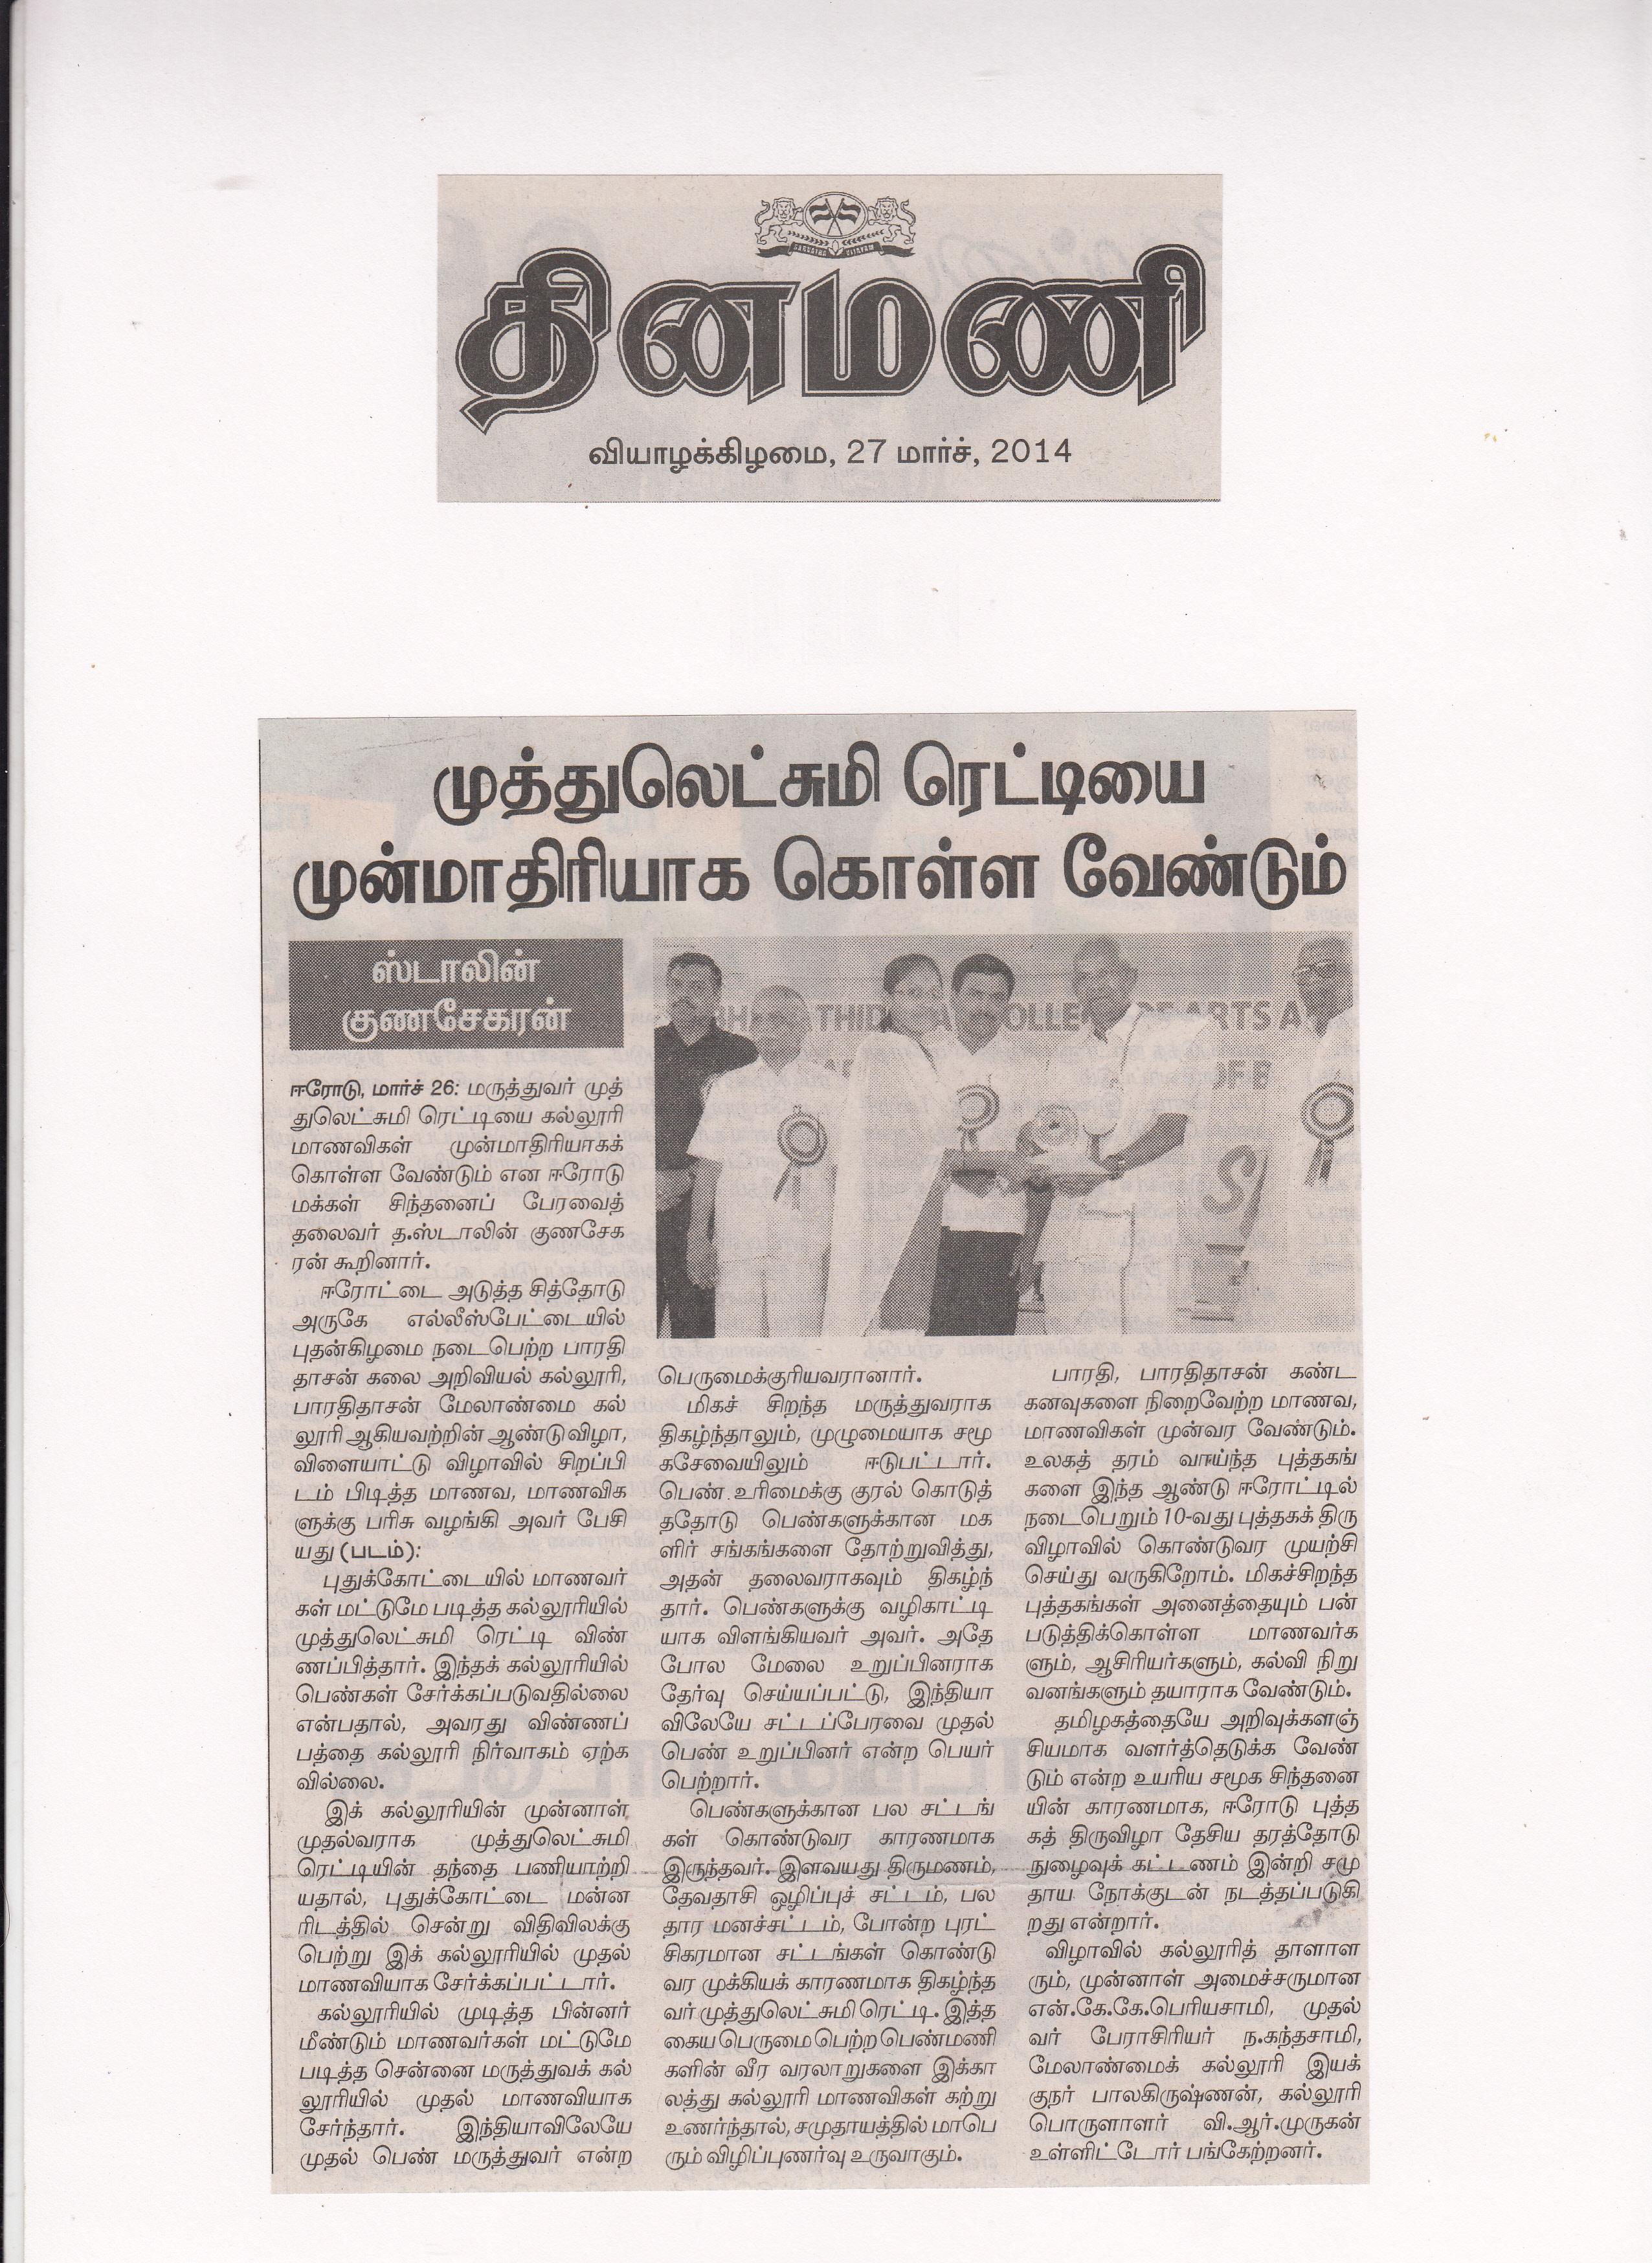 தினமணி
வியாழக்கிழமை, 27 மார்ச், 2014
முத்துலெட்சுமி ரெட்டியை
முன்மாதிரியாக கொள்ள வேண்டும்
ஸ்டாலின்
குணசேகரன்
ஈரோடு, மார்ச் 26: மருத்துவர் முத்
துலெட்சுமி ரெட்டியை கல்லூரி
மாணவிகள் முன்மாதிரியாகக்
கொள்ள வேண்டும் என ஈரோடு
மக்கள் சிந்தனைப் பேரவைத்
தலைவர் த.ஸ்டாலின் குணசேக
ரன் கூறினார்.
ஈரோட்டை அடுத்த சித்தோடு
அருகே எல்லீஸ்பேட்டையில்
புதன்கிழமை நடைபெற்ற பாரதி
தாசன் கலை அறிவியல் கல்லூரி,
பாரதிதாசன் மேலாண்மை கல்
லூரி ஆகியவற்றின் ஆண்டு விழா,
விளையாட்டு விழாவில் சிறப்பி
டம் பிடித்த மாணவ, மாணவிக
ளுக்கு பரிசு வழங்கி அவர் பேசி
யது (படம்):
புதுக்கோட்டையில் மாணவர்
கள் மட்டுமே படித்த கல்லூரியில்
முத்துலெட்சுமி ரெட்டி விண்
ணப்பித்தார். இந்தக் கல்லூரியில்
பெண்கள் சேர்க்கப்படுவதில்லை
என்பதால், அவரது விண்ணப்
பத்தை கல்லூரி நிர்வாகம் ஏற்க
வில்லை.
இக் கல்லூரியின் முன்னாள்
முதல்வராக முத்துலெட்சுமி
ரெட்டியின் தந்தை பணியாற்றி
யதால், புதுக்கோட்டை மன்ன
ரிடத்தில் சென்று விதிவிலக்கு
பெற்று இக் கல்லூரியில் முதல்
மாணவியாக சேர்க்கப்பட்டார்.
கல்லூரியில் முடித்த பின்னர்
மீண்டும் மாணவர்கள் மட்டுமே
படித்த சென்னை மருத்துவக் கல்
லூரியில் முதல் மாணவியாக
சேர்ந்தார். இந்தியாவிலேயே
முதல் பெண் மருத்துவர் என்ற
பெருமைக்குரியவரானார்.
மிகச் சிறந்த மருத்துவராக
திகழ்ந்தாலும், முழுமையாக சமூ
கசேவையிலும் ஈடுபட்டார்.
பெண் உரிமைக்கு குரல் கொடுத்
ததோடு பெண்களுக்கான மக
ளிர் சங்கங்களை தோற்றுவித்து,
அதன் தலைவராகவும் திகழ்ந்
தார். பெண்களுக்கு வழிகாட்டி
யாக விளங்கியவர் அவர். அதே
போல மேலை உறுப்பினராக
தேர்வு செய்யப்பட்டு, இந்தியா
விலேயே சட்டப்பேரவை முதல்
பெண் உறுப்பினர் என்ற பெயர்
பெற்றார்.
பெண்களுக்கான பல சட்டங்
கள் கொண்டுவர காரணமாக
இருந்தவர். இளவயது திருமணம்,
தேவதாசி ஒழிப்புச் சட்டம், பல
தார மணச்சட்டம், போன்ற புரட்
சிகரமான சட்டங்கள் கொண்டு
வர முக்கியக் காரணமாக திகழ்ந்த
வர் முத்துலெட்சுமி ரெட்டி. இத்த
கைய பெருமை பெற்ற பெண்மணி
களின் வீர வரலாறுகளை இக்கா
லத்து கல்லூரி மாணவிகள் கற்று
உணர்ந்தால், சமுதாயத்தில் மாபெ
ரும் விழிப்புணர்வு உருவாகும்.
பாரதி, பாரதிதாசன் கண்ட
கனவுகளை நிறைவேற்ற மாணவ,
மாணவிகள் முன்வர வேண்டும்.
உலகத் தரம் வாய்ந்த புத்தகங்
களை இந்த ஆண்டு ஈரோட்டில்
நடைபெறும் 10-வது புத்தகக் திரு
விழாவில் கொண்டுவர முயற்சி
செய்து வருகிறோம். மிகச்சிறந்த
புத்தகங்கள் அனைத்தையும் பன்
படுத்திக்கொள்ள மாணவர்க
ளும், ஆசிரியர்களும், கல்வி நிறு
வனங்களும் தயாராக வேண்டும்.
தமிழகத்தையே அறிவுக்களஞ்
சியமாக வளர்த்தெடுக்க வேண்
டும் என்ற உயரிய சமூக சிந்தனை
யின் காரணமாக, ஈரோடு புத்த
கத் திருவிழா தேசிய தரத்தோடு
நுழைவுக் கட்டணம் இன்றி சமு
தாய நோக்குடன் நடத்தப்படுகி
றது என்றார்.
விழாவில் கல்லூரித் தாளாள
ரும், முன்னாள் அமைச்சருமான
என்.கே.கே.பெரியசாமி, முதல்
வர் பேராசிரியர் ந.கந்தசாமி,
மேலாண்மைக் கல்லூரி இயக்
குநர் பாலகிருஷ்ணன், கல்லூரி
பொருளாளர் வி.ஆர்.முருகன்
உள்ளிட்டோர் பங்கேற்றனர்.